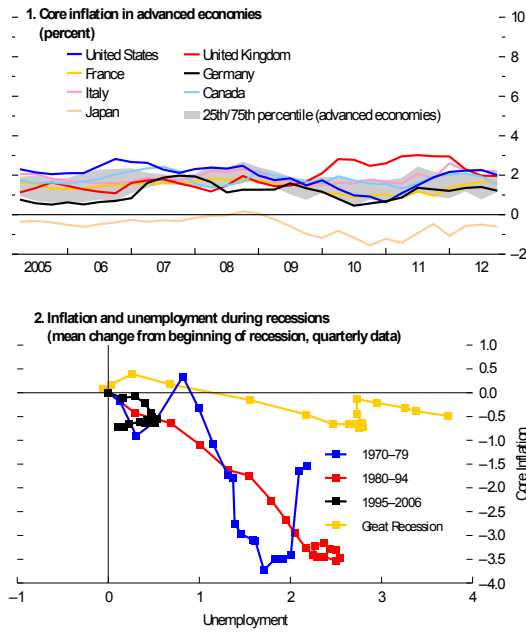 1. Core inflation in advanced economies
(percent)
United States
United Kingdom
France
Germany
Italy
Canada
Japan
25th/75th percentile (advanced economies)
10
8
6
4
2
0
−2
2005
06
07
08
09
10
11
12
2. Inflation and unemployment during recessions
(mean change from beginning of recession, quarterly data)
1.0
0.5
0.0
−0.5
−1.0
−1.5
−2.0
−2.5
−3.0
−3.5
−4.0
Core Inflation
1970–79
1980–94
1995–2006
Great Recession
−1
0
1
2
3
4
Unemployment